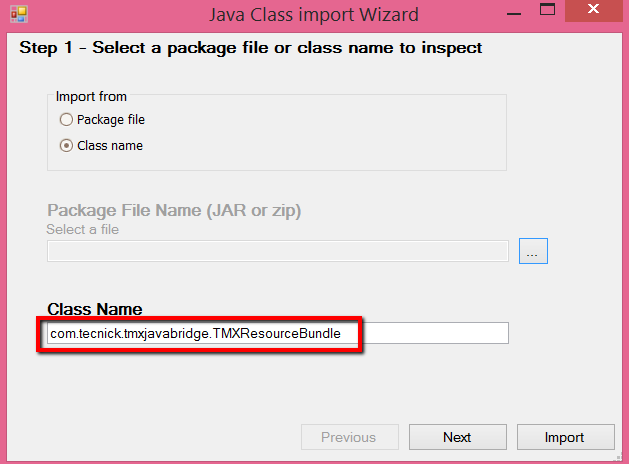 Java Class import Wizard
Step 1 - Select a package file or class name to inspect
Import from
Package file
Class name
Package File Name (JAR or zip)
Select a file
...
Class Name
com.tecnick.tmxjavabridge.TMXResourceBundle
Previous
Next
Import